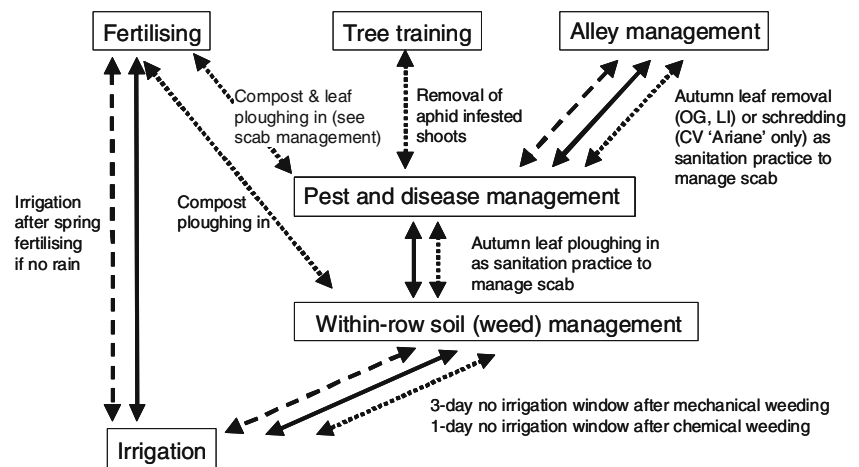 Fertilising
Tree training
Alley management
Compost & leaf
ploughing in (see
scab management)
Removal of
aphid infested
shoots
Autumn leaf removal
(OG, LI) or schredding
(CV ‘Ariane’ only) as
sanitation practice to
manage scab
Pest and disease management
Irrigation
after spring
fertilising
if no rain
Compost
ploughing in
Autumn leaf ploughing in
as sanitation practice to
manage scab
Within-row soil (weed) management
3-day no irrigation window after mechanical weeding
1-day no irrigation window after chemical weeding
Irrigation